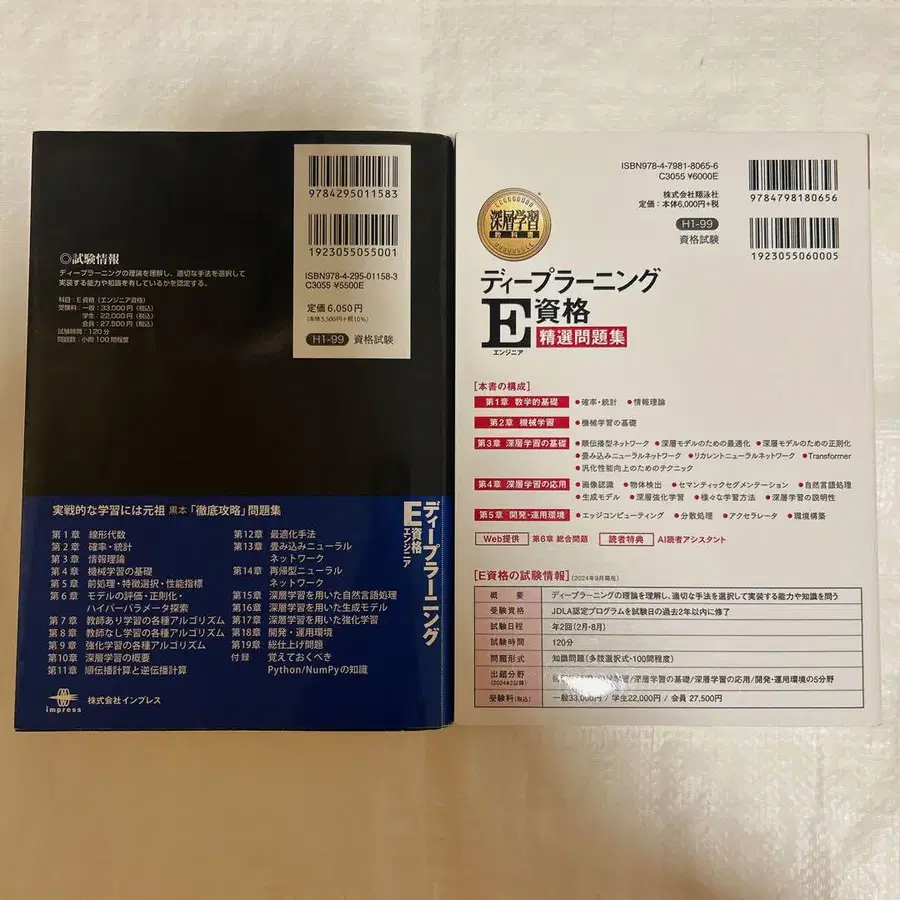 9784295011583
1923055055001
ISBN978-4-295-01158-3
C3055 ¥5500E
定価 6,050円
(本体5,500円+税10%)
H1-99 資格試験
◎試験情報
ディープラーニングの理論を理解し、適切な手法を選択して
実装する能力や知識を有しているかを認定する。
科目:E資格(エンジニア資格)
受験料:一般:33,000円(税込)
学生:22,000円(税込)
会員:27,500円(税込)
試験時間:120分
問題数:小問100問程度
実戦的な学習には元祖 黒本「徹底攻略」問題集
第1章 線形代数
第2章 確率・統計
第3章 情報理論
第4章 機械学習の基礎
第5章 前処理・特徴選択・性能指標
第6章 モデルの評価・正則化・
ハイパーパラメータ探索
第7章 教師あり学習の各種アルゴリズム
第8章 教師なし学習の各種アルゴリズム
第9章 強化学習の各種アルゴリズム
第10章 深層学習の概要
第11章 順伝播計算と逆伝播計算
第12章 最適化手法
第13章 畳み込みニューラル
ネットワーク
第14章 再帰型ニューラル
ネットワーク
第15章 深層学習を用いた自然言語処理
第16章 深層学習を用いた生成モデル
第17章 深層学習を用いた強化学習
第18章 開発・運用環境
第19章 総仕上げ問題
付録 覚えておくべき
Python/NumPyの知識
impress 株式会社インプレス
ディープラーニング
E資格
エンジニア
ISBN978-4-7981-8065-6
C3055 ¥6000E
株式会社翔泳社
定価:本体6,000円+税
H1-99
資格試験
9784798180656
1923055060005
深層学習
教科書
ディープラーニング
E資格
エンジニア
精選問題集
[本書の構成]
第1章 数学的基礎 ●確率・統計 ●情報理論
第2章 機械学習 ●機械学習の基礎
第3章 深層学習の基礎 ●順伝播型ネットワーク ●深層モデルのための最適化 ●深層モデルのための正則化
●畳み込みニューラルネットワーク ●リカレントニューラルネットワーク ●Transformer
●汎化性能向上のためのテクニック
第4章 深層学習の応用 ●画像認識 ●物体検出 ●セマンティックセグメンテーション ●自然言語処理
●生成モデル ●深層強化学習 ●様々な学習方法 ●深層学習の説明性
第5章 開発・運用環境 ●エッジコンピューティング ●分散処理 ●アクセラレータ ●環境構築
Web提供 第6章 総合問題 読者特典 AI読者アシスタント
[E資格の試験情報](2024年9月現在)
概要 ディープラーニングの理論を理解し、適切な手法を選択して実装する能力や知識を問う
受験資格 JDLA認定プログラムを試験日の過去2年以内に修了
試験日程 年2回(2月・8月)
試験時間 120分
問題形式 知識問題(多肢選択式・100問程度)
出題分野 学習/深層学習の基礎/深層学習の応用/開発・運用環境の5分野
(2024#2以降)
受験料(税込) 一般33,000円 / 学生22,000円 / 会員 27,500円